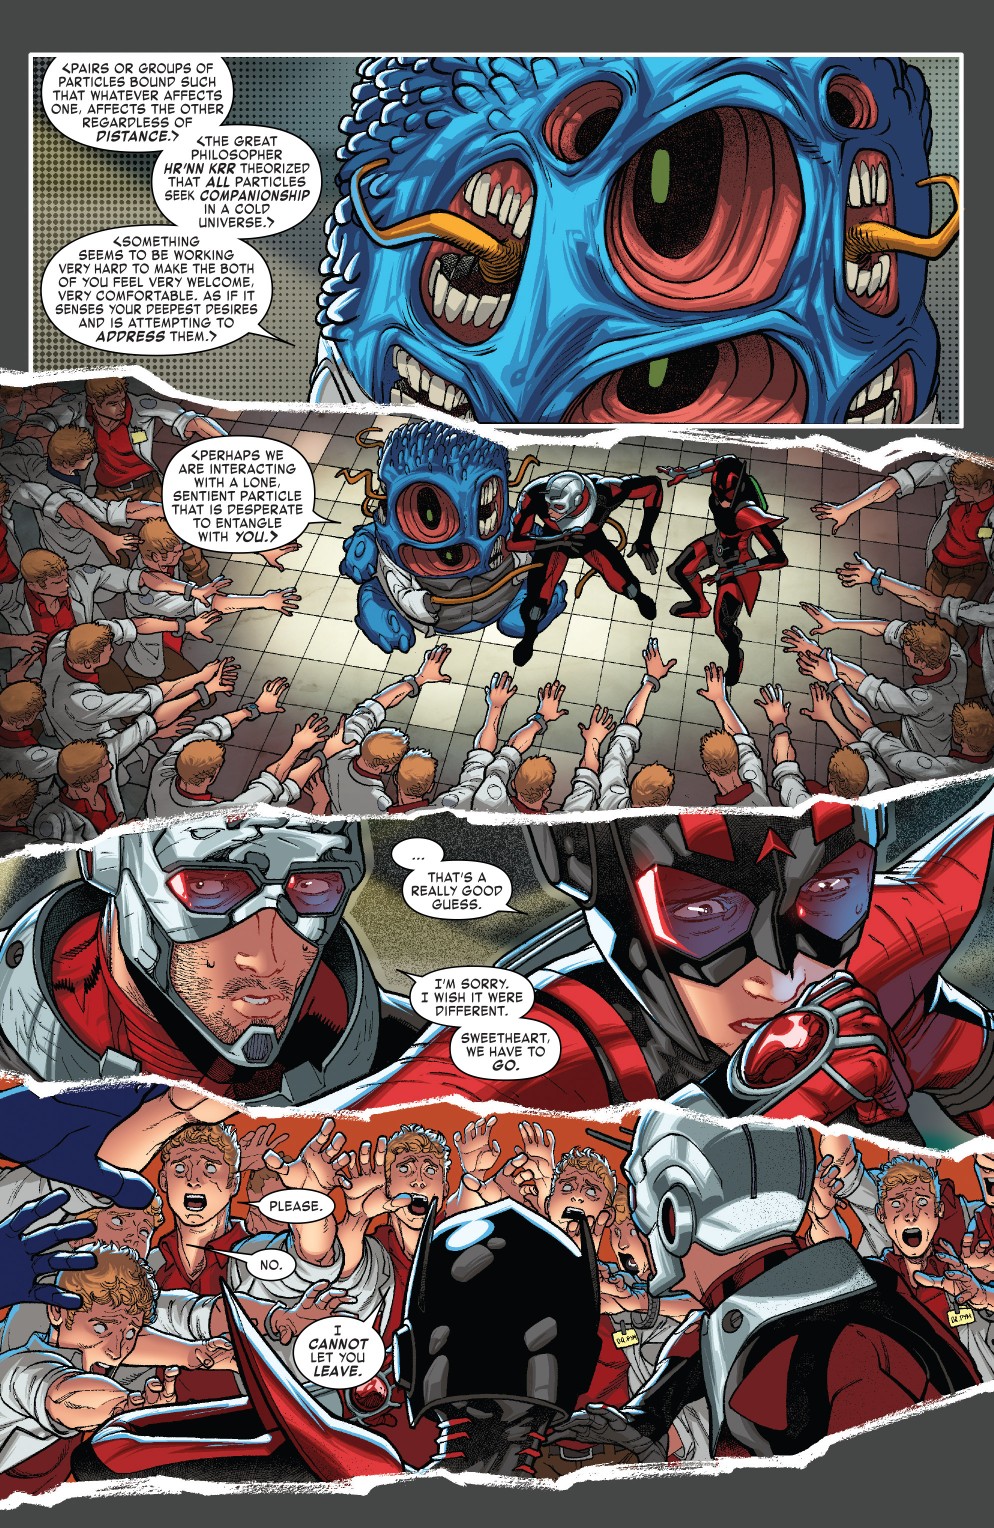 <PAIRS OR GROUPS OF
PARTICLES BOUND SUCH
THAT WHATEVER AFFECTS
ONE, AFFECTS THE OTHER
REGARDLESS OF
DISTANCE.>
<THE GREAT
PHILOSOPHER
HR'NN KRR THEORIZED
THAT ALL PARTICLES
SEEK COMPANIONSHIP
IN A COLD
UNIVERSE.>
<SOMETHING
SEEMS TO BE WORKING
VERY HARD TO MAKE THE BOTH
OF YOU FEEL VERY WELCOME,
VERY COMFORTABLE. AS IF IT
SENSES YOUR DEEPEST DESIRES
AND IS ATTEMPTING TO
ADDRESS THEM.>
<PERHAPS WE
ARE INTERACTING
WITH A LONE,
SENTIENT PARTICLE
THAT IS DESPERATE
TO ENTANGLE
WITH YOU.>
...
THAT'S A
REALLY GOOD
GUESS.
I'M SORRY.
I WISH IT WERE
DIFFERENT.
SWEETHEART,
WE HAVE TO
GO.
PLEASE.
NO.
I
CANNOT
LET YOU
LEAVE.
DR. PYM
DR. PYM